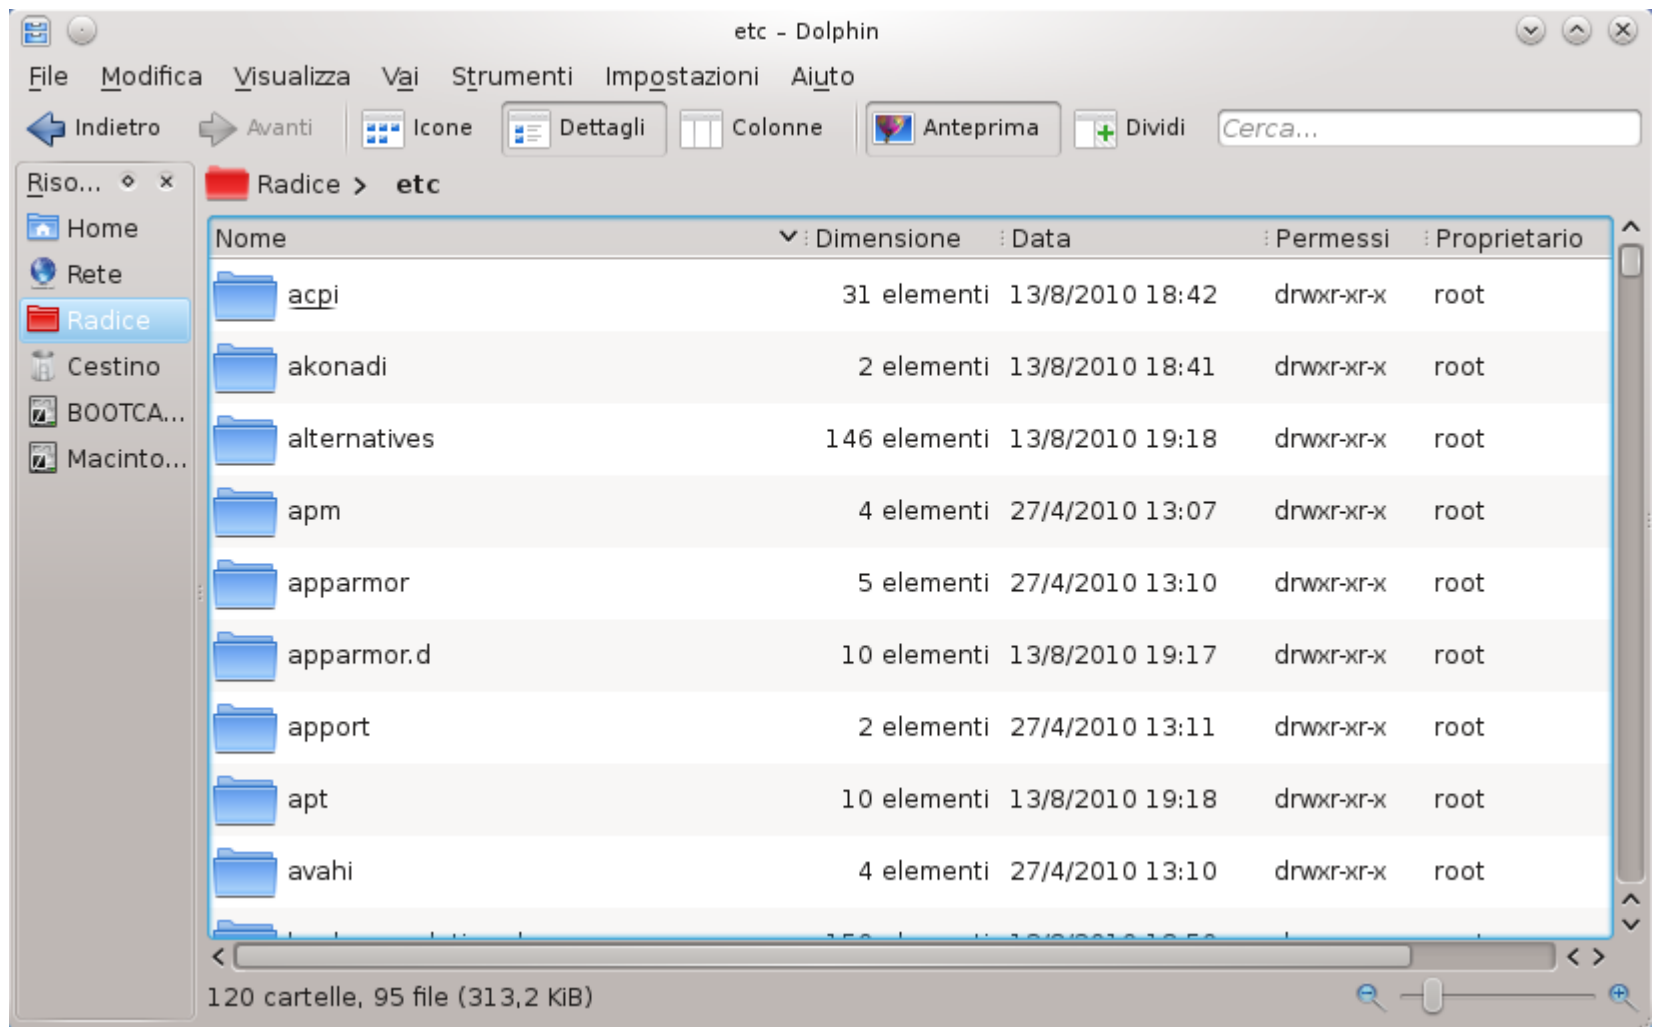 etc – Dolphin
File Modifica Visualizza Vai Strumenti Impostazioni Aiuto
Indietro Avanti Icone Dettagli Colonne Anteprima Dividi Cerca...
Riso...
Home
Rete
Radice
Cestino
BOOTCA...
Macinto...
Radice > etc
Nome Dimensione Data Permessi Proprietario
acpi 31 elementi 13/8/2010 18:42 drwxr-xr-x root
akonadi 2 elementi 13/8/2010 18:41 drwxr-xr-x root
alternatives 146 elementi 13/8/2010 19:18 drwxr-xr-x root
apm 4 elementi 27/4/2010 13:07 drwxr-xr-x root
apparmor 5 elementi 27/4/2010 13:10 drwxr-xr-x root
apparmor.d 10 elementi 13/8/2010 19:17 drwxr-xr-x root
apport 2 elementi 27/4/2010 13:11 drwxr-xr-x root
apt 10 elementi 13/8/2010 19:18 drwxr-xr-x root
avahi 4 elementi 27/4/2010 13:10 drwxr-xr-x root
120 cartelle, 95 file (313,2 KiB)